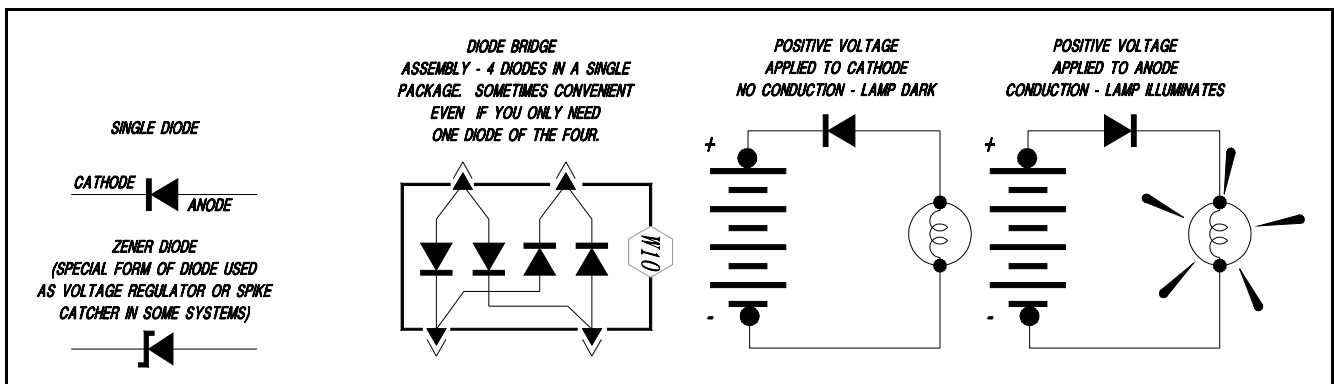 SINGLE DIODE
CATHODE
ANODE
ZENER DIODE
(SPECIAL FORM OF DIODE USED
AS VOLTAGE REGULATOR OR SPIKE
CATCHER IN SOME SYSTEMS)
DIODE BRIDGE
ASSEMBLY - 4 DIODES IN A SINGLE
PACKAGE. SOMETIMES CONVENIENT
EVEN IF YOU ONLY NEED
ONE DIODE OF THE FOUR.
W10
POSITIVE VOLTAGE
APPLIED TO CATHODE
NO CONDUCTION - LAMP DARK
+
-
POSITIVE VOLTAGE
APPLIED TO ANODE
CONDUCTION - LAMP ILLUMINATES
+
-